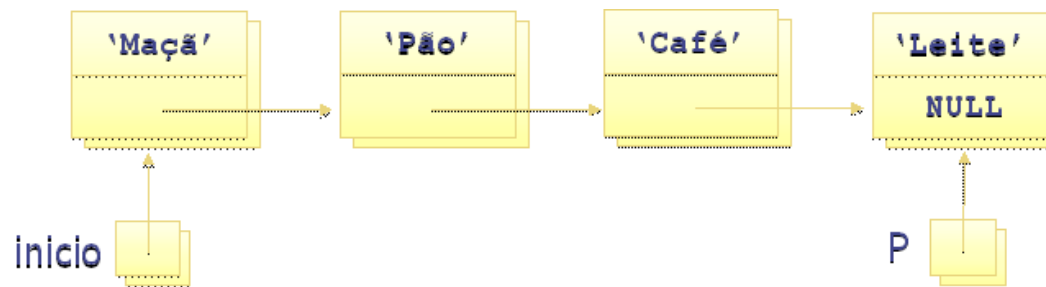 ‘Maçã’
‘Pão’
‘Café’
‘Leite’
NULL
inicio
P